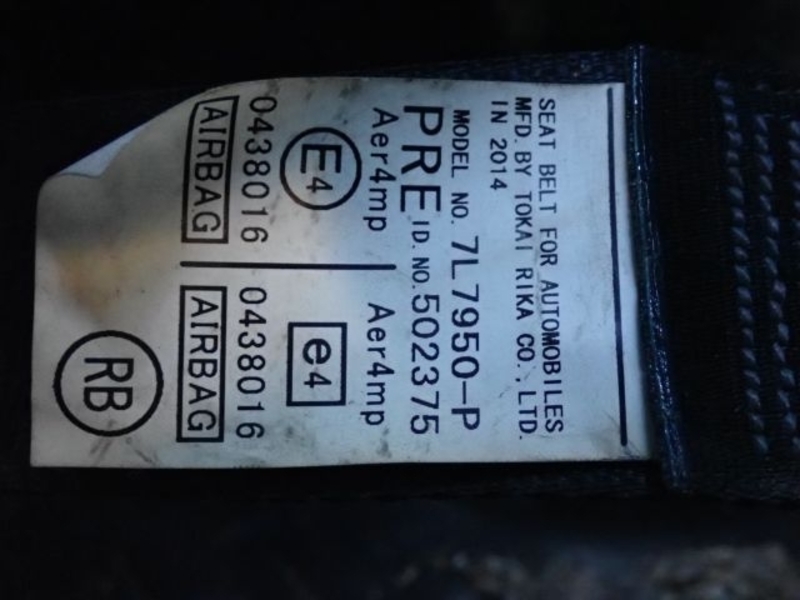 SEAT BELT FOR AUTOMOBILES
MFD. BY TOKAI RIKA CO., LTD.
IN 2014
MODEL NO. 7L7950-P
PRE ID. NO. 502375
Aer4mp Aer4mp
E4 e4
0438016 0438016
AIRBAG AIRBAG
RB